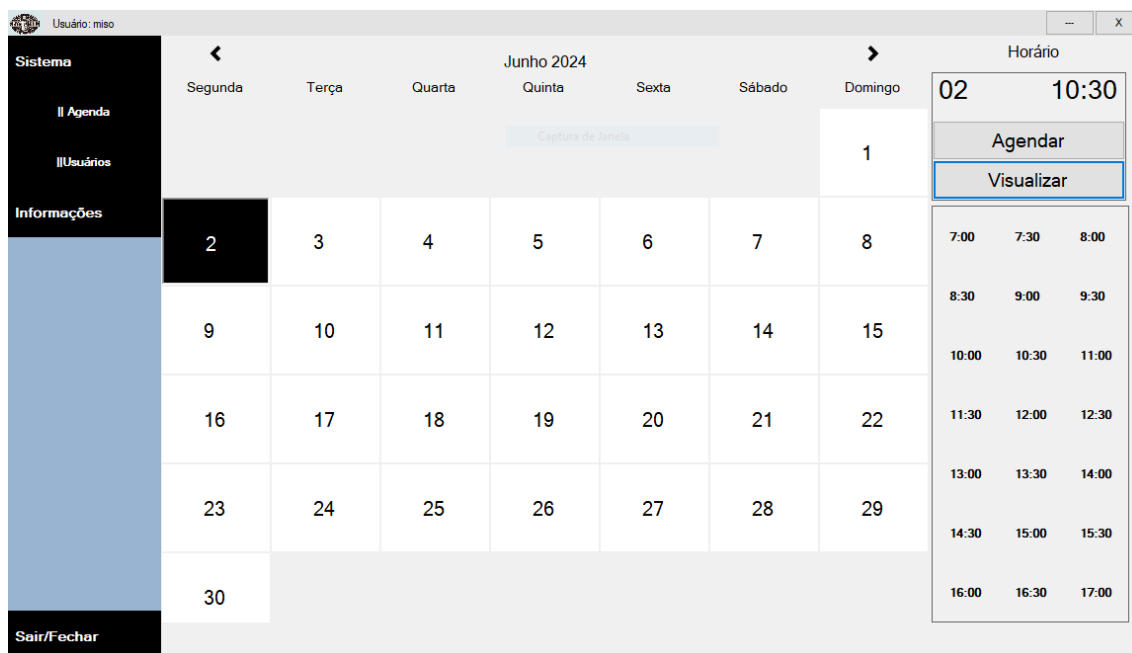 Usuário: miso
--- X
Sistema
|| Agenda
||Usuários
Informações
Sair/Fechar
Junho 2024
Segunda Terça Quarta Quinta Sexta Sábado Domingo
Captura de Janela
1
2 3 4 5 6 7 8
9 10 11 12 13 14 15
16 17 18 19 20 21 22
23 24 25 26 27 28 29
30
Horário
02 10:30
Agendar
Visualizar
7:00 7:30 8:00
8:30 9:00 9:30
10:00 10:30 11:00
11:30 12:00 12:30
13:00 13:30 14:00
14:30 15:00 15:30
16:00 16:30 17:00